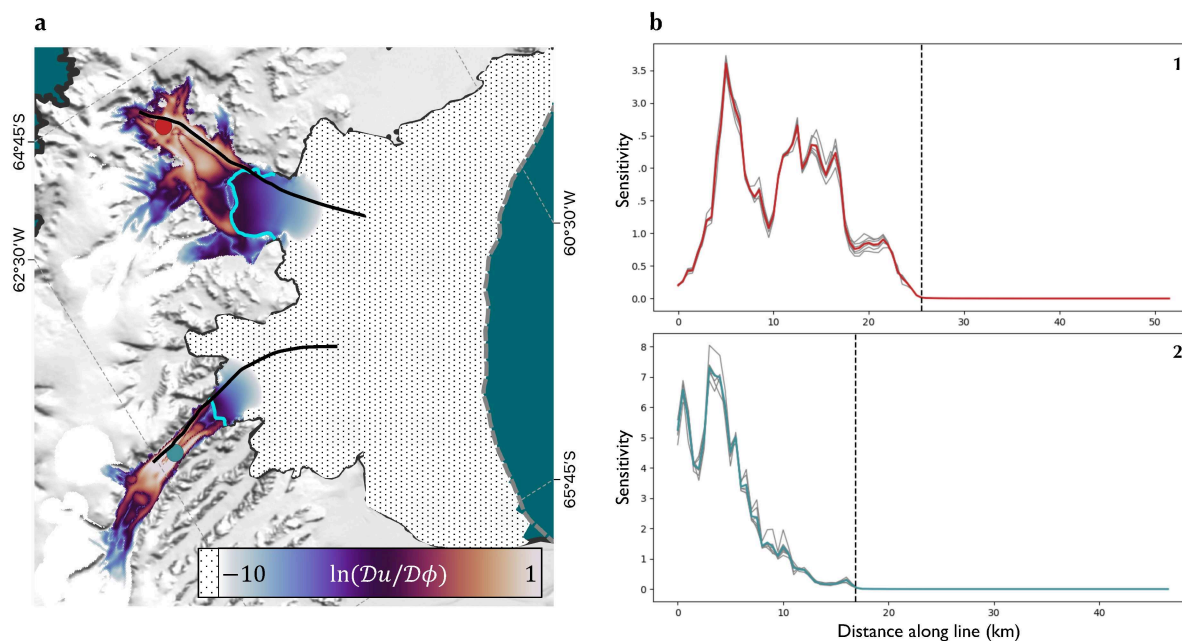 a
64°45'S
62°30'W
60°30'W
65°45'S
−10 ln(𝒟u/𝒟ϕ) 1
b
1
Sensitivity
3.5
3.0
.5
.0
.5
1.0
0.5
0.0
0 10 20 30 40 50
2
Sensitivity
8
7
6
5
4
3
2
1
0
0 10 20 30 40
Distance along line (km)